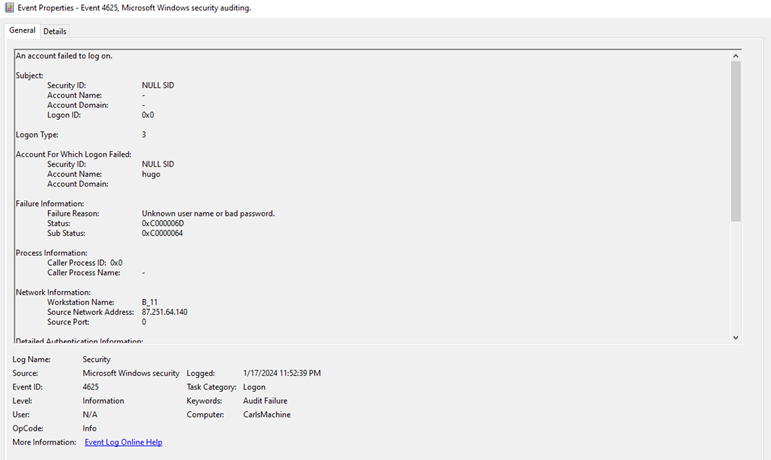 Event Properties - Event 4625, Microsoft Windows security auditing.
General Details
An account failed to log on.
Subject:
Security ID: NULL SID
Account Name: -
Account Domain: -
Logon ID: 0x0
Logon Type: 3
Account For Which Logon Failed:
Security ID: NULL SID
Account Name: hugo
Account Domain:
Failure Information:
Failure Reason: Unknown user name or bad password.
Status: 0xC000006D
Sub Status: 0xC0000064
Process Information:
Caller Process ID: 0x0
Caller Process Name: -
Network Information:
Workstation Name: B_11
Source Network Address: 87.251.64.140
Source Port: 0
Detailed Authentication Information:
Log Name: Security
Source: Microsoft Windows security Logged: 1/17/2024 11:52:39 PM
Event ID: 4625 Task Category: Logon
Level: Information Keywords: Audit Failure
User: N/A Computer: CarlsMachine
OpCode: Info
More Information: Event Log Online Help